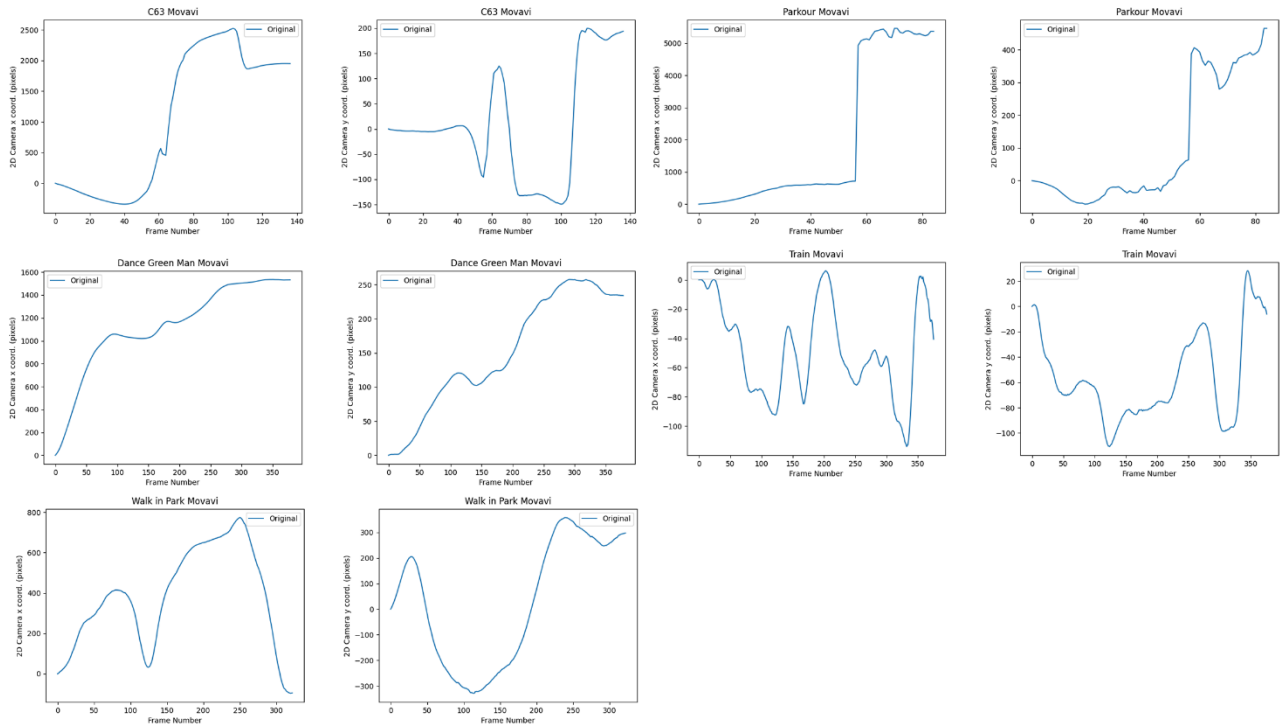 C63 Movavi
Original
2D Camera x coord. (pixels)
2500
2000
1500
1000
500
0
0 20 40 60 80 100 120 140
Frame Number
C63 Movavi
Original
2D Camera y coord. (pixels)
200
150
100
50
0
−50
−100
−150
0 20 40 60 80 100 120 140
Frame Number
Parkour Movavi
Original
2D Camera x coord. (pixels)
5000
4000
3000
2000
1000
0
0 20 40 60 80
Frame Number
Parkour Movavi
Original
2D Camera y coord. (pixels)
400
300
200
100
0
0 20 40 60 80
Frame Number
Dance Green Man Movavi
Original
2D Camera x coord. (pixels)
1600
1400
1200
1000
800
600
400
200
0
0 50 100 150 200 250 300 350
Frame Number
Dance Green Man Movavi
Original
2D Camera y coord. (pixels)
250
200
150
100
50
0
0 50 100 150 200 250 300 350
Frame Number
Train Movavi
Original
2D Camera x coord. (pixels)
0
−20
−40
−60
−80
−100
0 50 100 150 200 250 300 350
Frame Number
Train Movavi
Original
2D Camera y coord. (pixels)
20
0
−20
−40
−60
−80
−100
0 50 100 150 200 250 300 350
Frame Number
Walk in Park Movavi
Original
2D Camera x coord. (pixels)
800
600
400
200
0
0 50 100 150 200 250 300
Frame Number
Walk in Park Movavi
Original
2D Camera y coord. (pixels)
300
200
100
0
−100
−200
−300
0 50 100 150 200 250 300
Frame Number